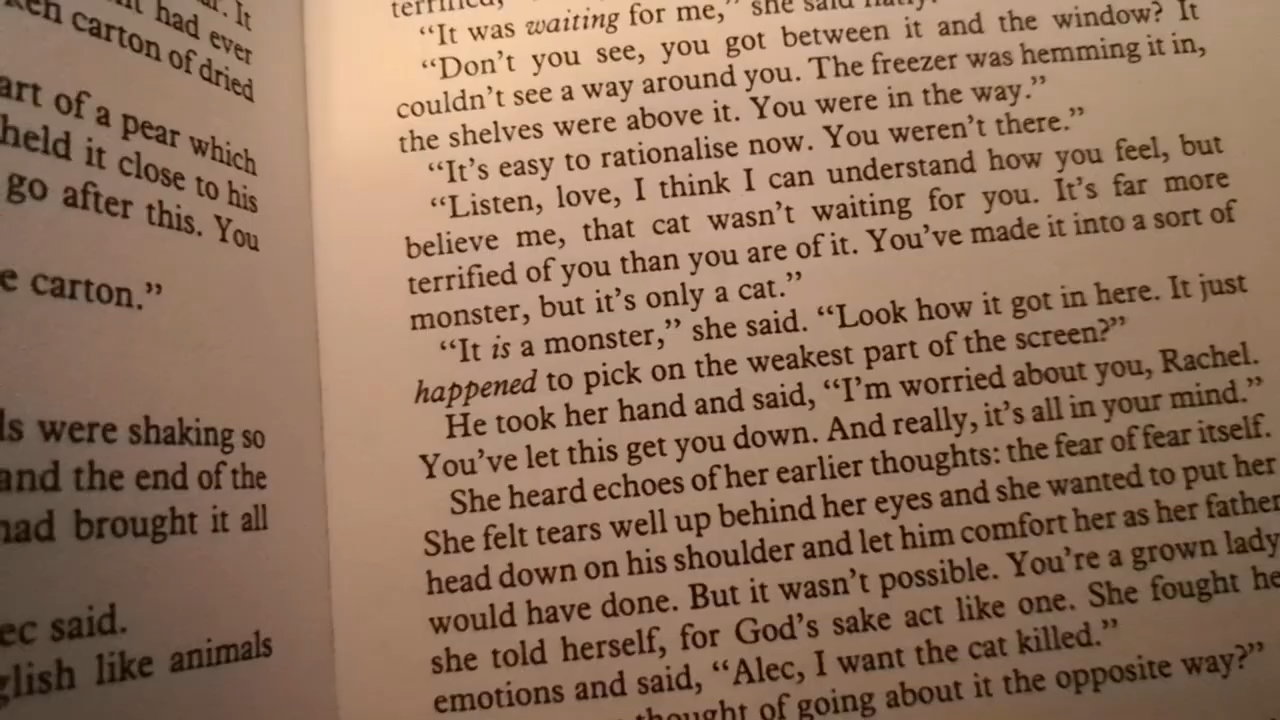 . It
had ever
carton of dried
art of a pear which
held it close to his
go after this. You
e carton.”
ls were shaking so
and the end of the
had brought it all
ec said.
glish like animals
terrified,
“It was waiting for me,” she said
“Don’t you see, you got between it and the window? It
couldn’t see a way around you. The freezer was hemming it in,
the shelves were above it. You were in the way.”
“It’s easy to rationalise now. You weren’t there.”
“Listen, love, I think I can understand how you feel, but
believe me, that cat wasn’t waiting for you. It’s far more
terrified of you than you are of it. You’ve made it into a sort of
monster, but it’s only a cat.”
“It is a monster,” she said. “Look how it got in here. It just
happened to pick on the weakest part of the screen?”
He took her hand and said, “I’m worried about you, Rachel.
You’ve let this get you down. And really, it’s all in your mind.”
She heard echoes of her earlier thoughts: the fear of fear itself.
She felt tears well up behind her eyes and she wanted to put her
head down on his shoulder and let him comfort her as her father
would have done. But it wasn’t possible. You’re a grown lady
she told herself, for God’s sake act like one. She fought he
emotions and said, “Alec, I want the cat killed.”
thought of going about it the opposite way?”